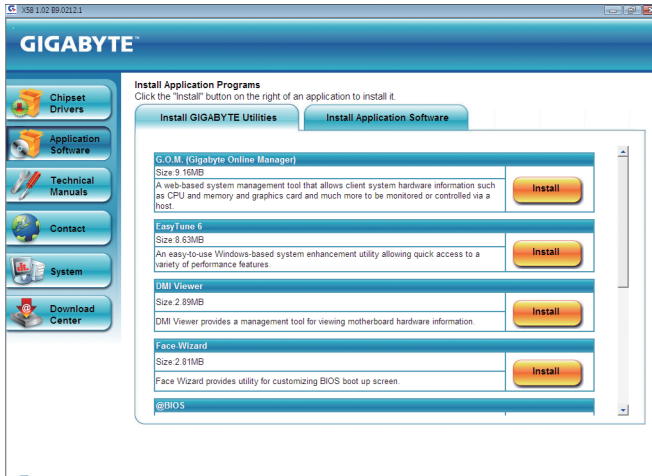 X58 1.02 B9.0212.1
GIGABYTE™
Chipset
Drivers
Application
Software
Technical
Manuals
Contact
System
Download
Center
Install Application Programs
Click the "Install" button on the right of an application to install it.
Install GIGABYTE Utilities
Install Application Software
G.O.M. (Gigabyte Online Manager)
Size:9.16MB
A web-based system management tool that allows client system hardware information such
as CPU and memory and graphics card and much more to be monitored or controlled via a
host.
Install
EasyTune 6
Size:8.63MB
An easy-to-use Windows-based system enhancement utility allowing quick access to a
variety of performance features.
Install
DMI Viewer
Size:2.89MB
DMI Viewer provides a management tool for viewing motherboard hardware information.
Install
Face-Wizard
Size:2.81MB
Face Wizard provides utility for customizing BIOS boot up screen.
Install
@BIOS